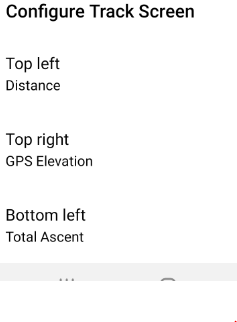 Configure Track Screen
Top left
Distance
Top right
GPS Elevation
Bottom left
Total Ascent